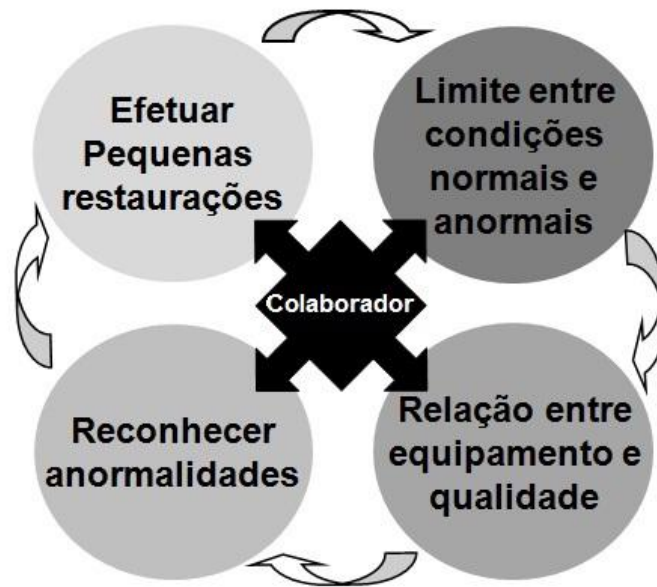 Efetuar
Pequenas
restaurações
Limite entre
condições
normais e
anormais
Colaborador
Reconhecer
anormalidades
Relação entre
equipamento e
qualidade